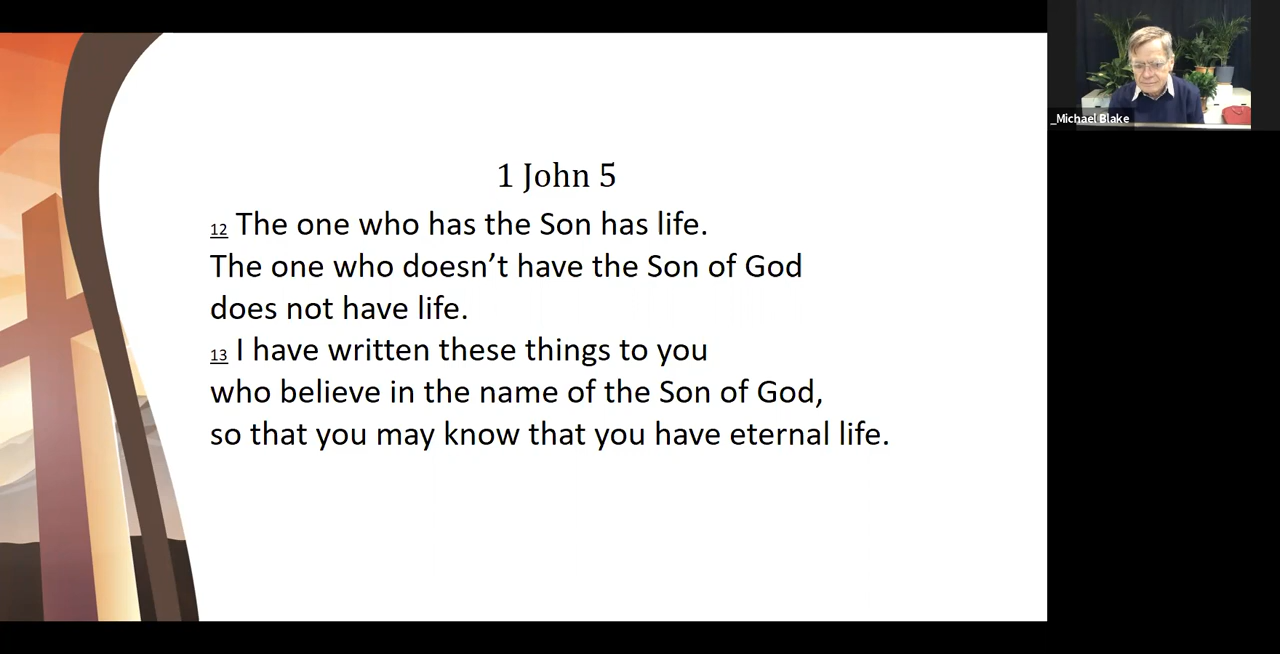 1 John 5
12 The one who has the Son has life.
The one who doesn’t have the Son of God
does not have life.
13 I have written these things to you
who believe in the name of the Son of God,
so that you may know that you have eternal life.
_Michael Blake